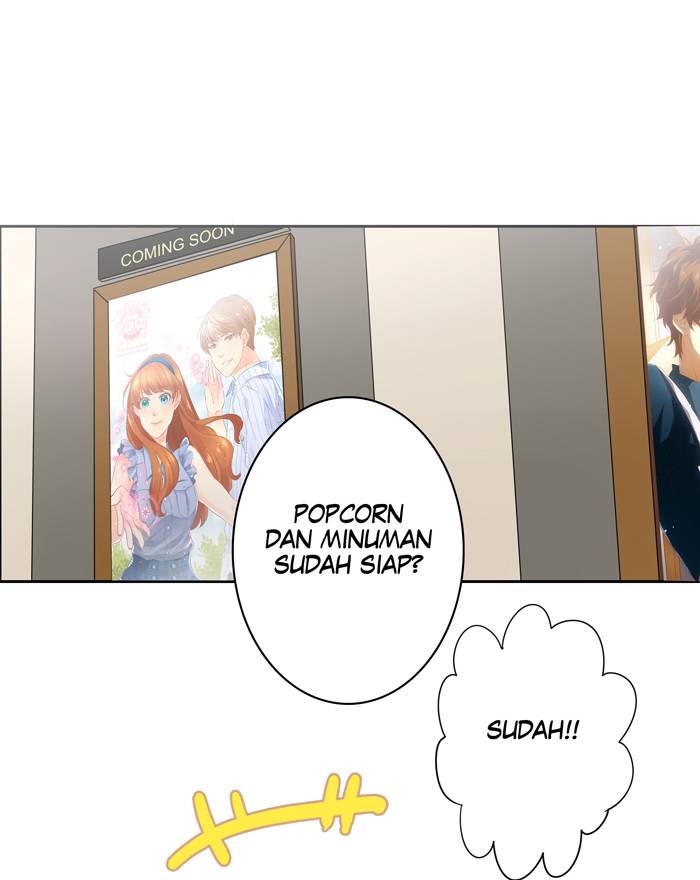 COMING SOON
POPCORN
DAN MINUMAN
SUDAH SIAP?
SUDAH!!